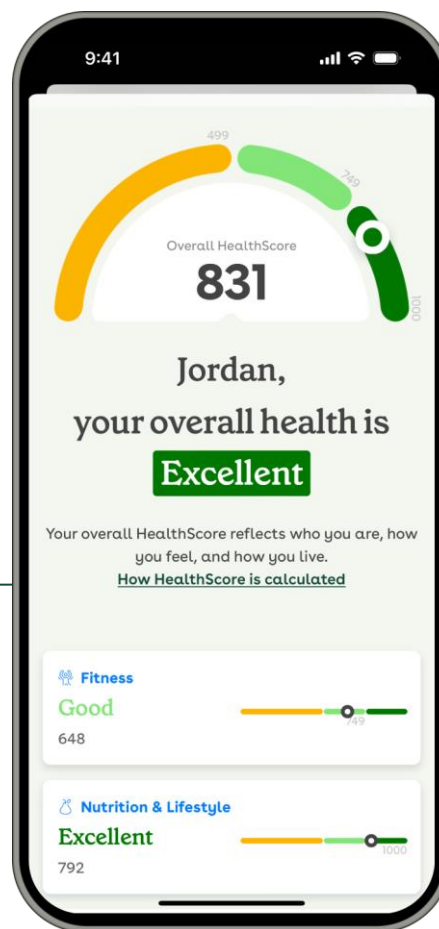 9:41
499
749
1000
Overall HealthScore
831
Jordan,
your overall health is
Excellent
Your overall HealthScore reflects who you are, how
you feel, and how you live.
How HealthScore is calculated
Fitness
Good
749
648
Nutrition & Lifestyle
Excellent
1000
792